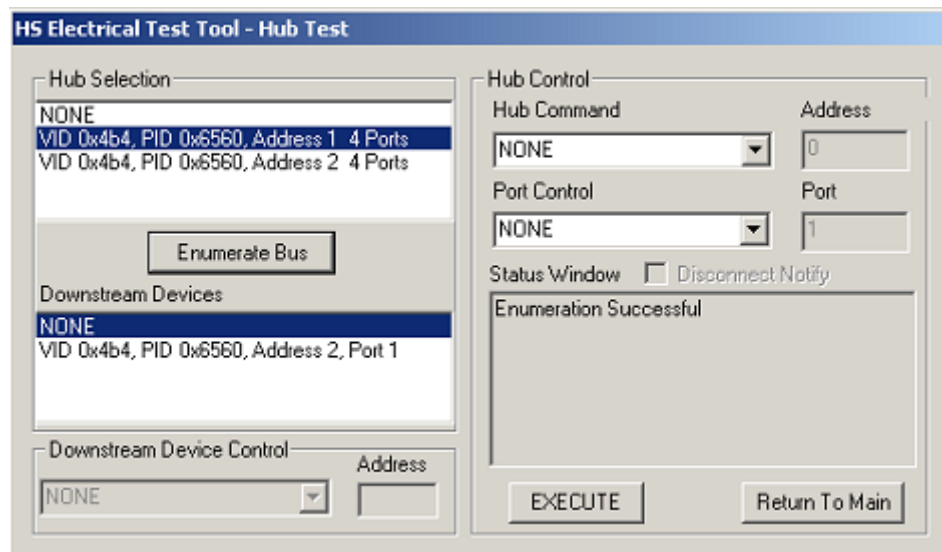 HS Electrical Test Tool - Hub Test
Hub Selection
NONE
VID 0x4b4, PID 0x6560, Address 1 4 Ports
VID 0x4b4, PID 0x6560, Address 2 4 Ports
Enumerate Bus
Downstream Devices
NONE
VID 0x4b4, PID 0x6560, Address 2, Port 1
Downstream Device Control
Address
NONE
Hub Control
Hub Command
Address
NONE
0
Port Control
Port
NONE
1
Status Window
Disconnect Notify
Enumeration Successful
EXECUTE
Return To Main